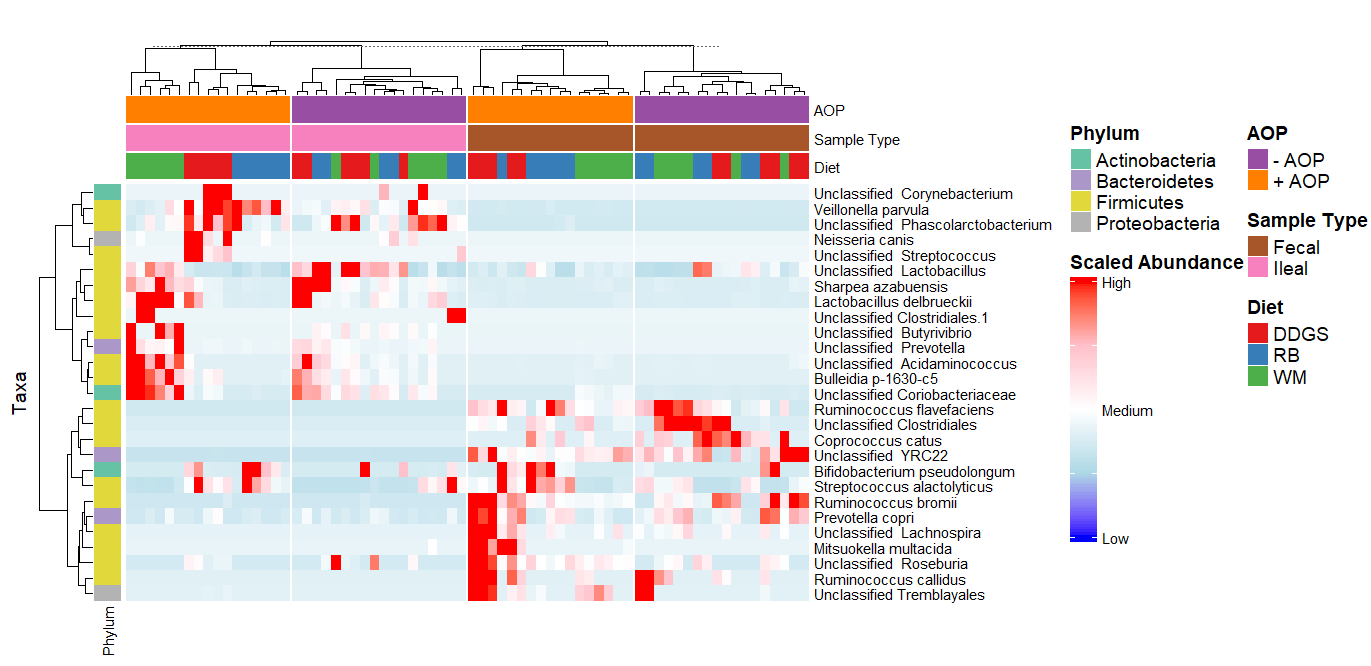 AOP
Sample Type
Diet
Unclassified Corynebacterium
Veillonella parvula
Unclassified Phascolarctobacterium
Neisseria canis
Unclassified Streptococcus
Unclassified Lactobacillus
Sharpea azabuensis
Lactobacillus delbrueckii
Unclassified Clostridiales.1
Unclassified Butyrivibrio
Unclassified Prevotella
Unclassified Acidaminococcus
Bulleidia p-1630-c5
Unclassified Coriobacteriaceae
Ruminococcus flavefaciens
Unclassified Clostridiales
Coprococcus catus
Unclassified YRC22
Bifidobacterium pseudolongum
Streptococcus alactolyticus
Ruminococcus bromii
Prevotella copri
Unclassified Lachnospira
Mitsuokella multacida
Unclassified Roseburia
Ruminococcus callidus
Unclassified Tremblayales
Taxa
Phylum
Phylum
Actinobacteria
Bacteroidetes
Firmicutes
Proteobacteria
Scaled Abundance
High
Medium
Low
AOP
- AOP
+ AOP
Sample Type
Fecal
Ileal
Diet
DDGS
RB
WM